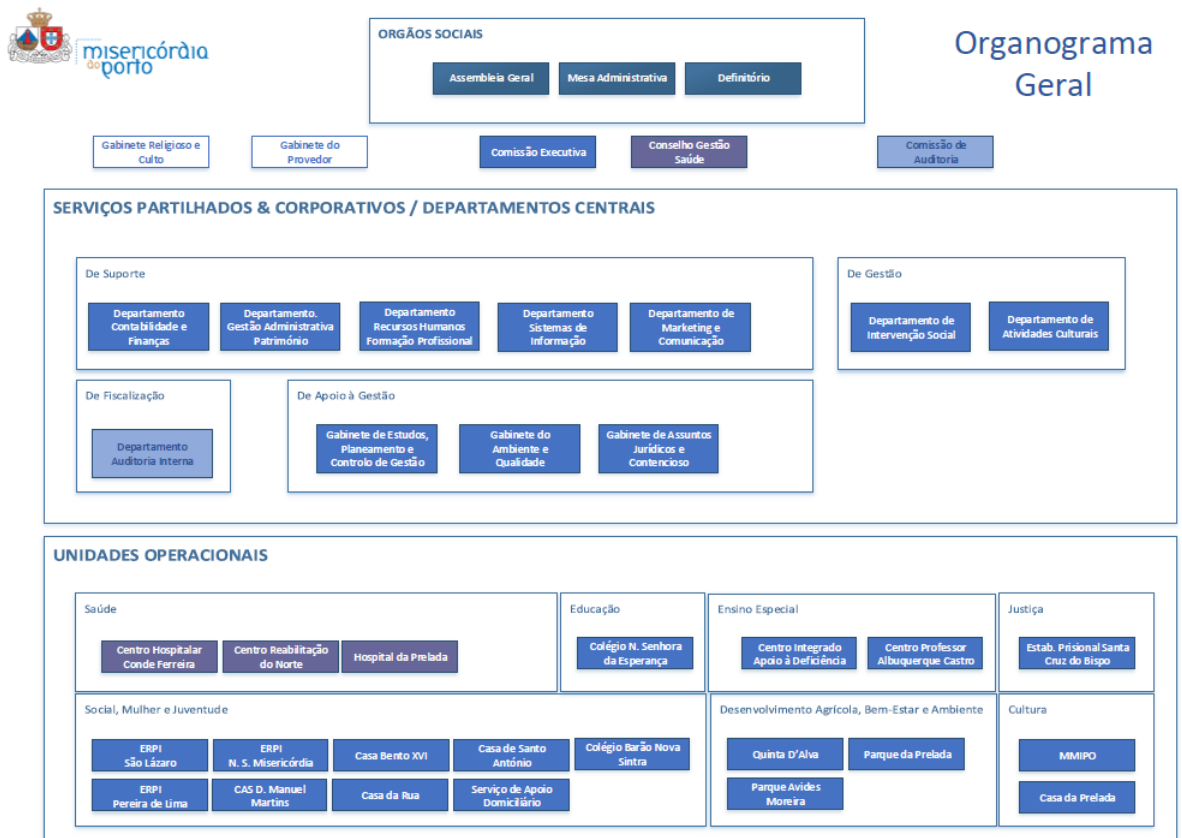 misericórdia
do porto
ORGÃOS SOCIAIS
Assembleia Geral
Mesa Administrativa
Definitório
Organograma
Geral
Gabinete Religioso e
Culto
Gabinete do
Provedor
Comissão Executiva
Conselho Gestão
Saúde
Comissão de
Auditoria
SERVIÇOS PARTILHADOS & CORPORATIVOS / DEPARTAMENTOS CENTRAIS
De Suporte
Departamento
Contabilidade e
Finanças
Departamento.
Gestão Administrativa
Património
Departamento
Recursos Humanos
Formação Profissional
Departamento
Sistemas de
Informação
Departamento de
Marketing e
Comunicação
De Gestão
Departamento de
Intervenção Social
Departamento de
Atividades Culturais
De Fiscalização
Departamento
Auditoria Interna
De Apoio à Gestão
Gabinete de Estudos,
Planeamento e
Controlo de Gestão
Gabinete do
Ambiente e
Qualidade
Gabinete de Assuntos
Jurídicos e
Contencioso
UNIDADES OPERACIONAIS
Saúde
Centro Hospitalar
Conde Ferreira
Centro Reabilitação
do Norte
Hospital da Prelada
Educação
Colégio N. Senhora
da Esperança
Ensino Especial
Centro Integrado
Apoio à Deficiência
Centro Professor
Albuquerque Castro
Justiça
Estab. Prisional Santa
Cruz do Bispo
Social, Mulher e Juventude
ERPI
São Lázaro
ERPI
N. S. Misericórdia
Casa Bento XVI
Casa de Santo
António
Colégio Barão Nova
Sintra
ERPI
Pereira de Lima
CAS D. Manuel
Martins
Casa da Rua
Serviço de Apoio
Domiciliário
Desenvolvimento Agrícola, Bem-Estar e Ambiente
Quinta D'Alva
Parque da Prelada
Parque Avides
Moreira
Cultura
MMIPO
Casa da Prelada